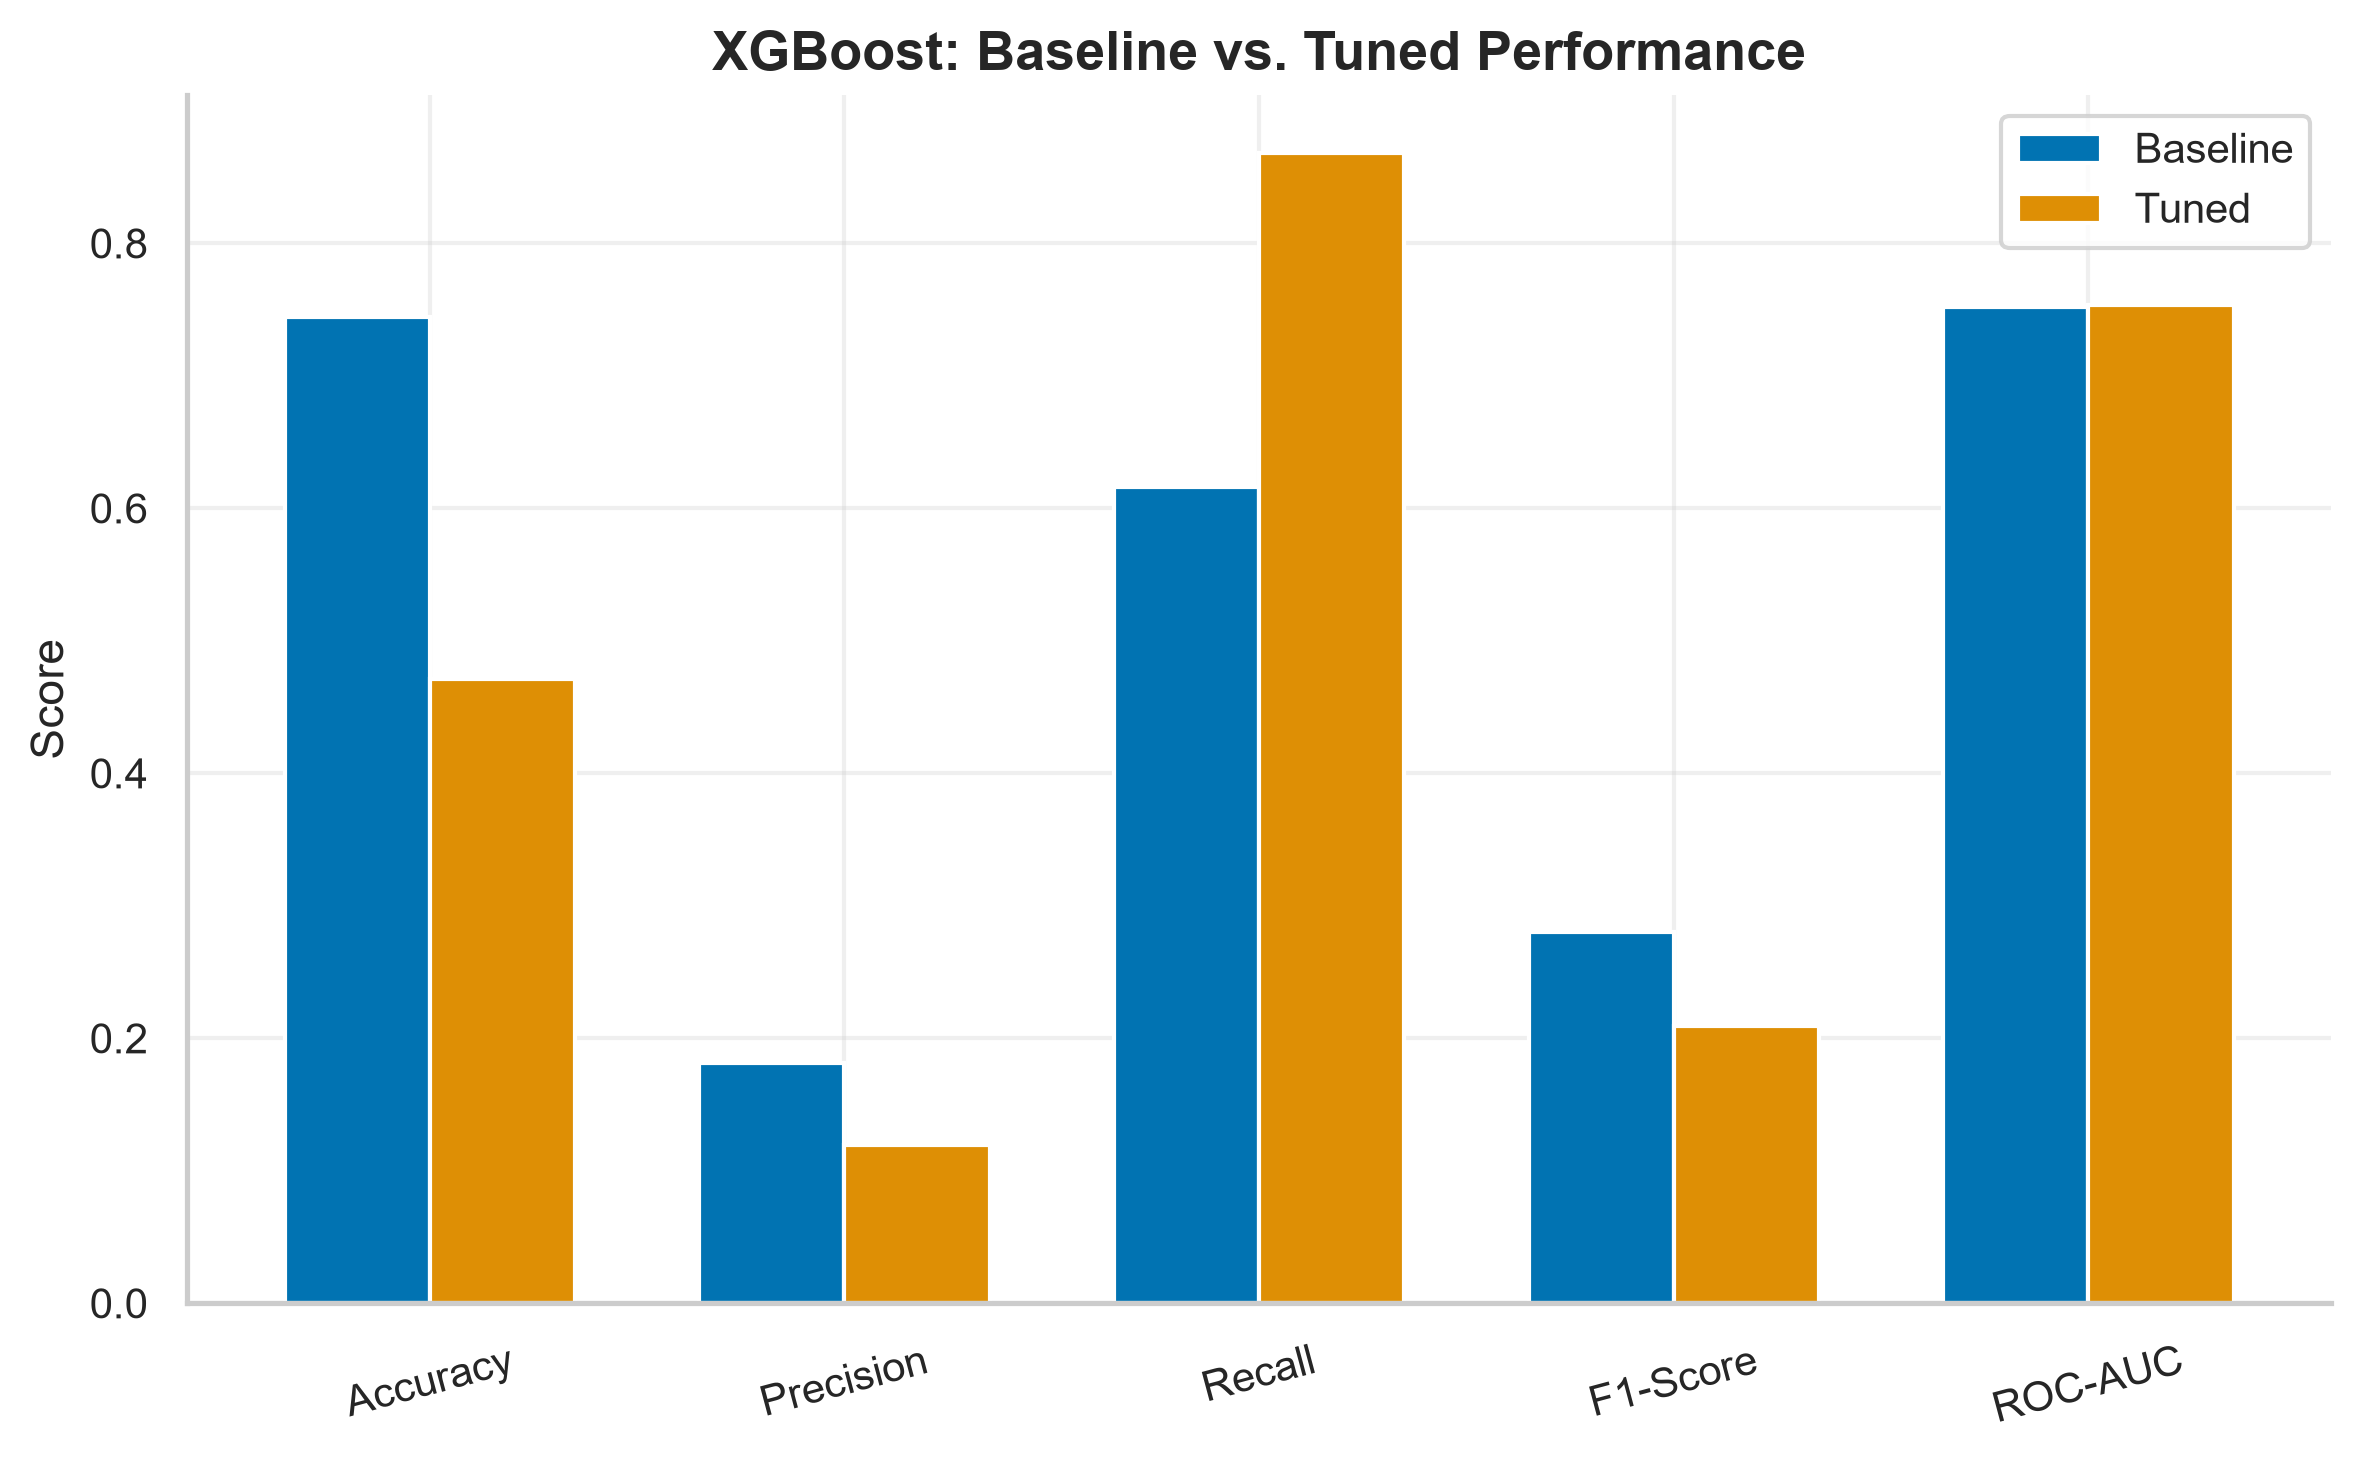 XGBoost: Baseline vs. Tuned Performance
Baseline
Tuned
Score
0.8
0.6
0.4
0.2
0.0
Accuracy
Precision
Recall
F1-Score
ROC-AUC